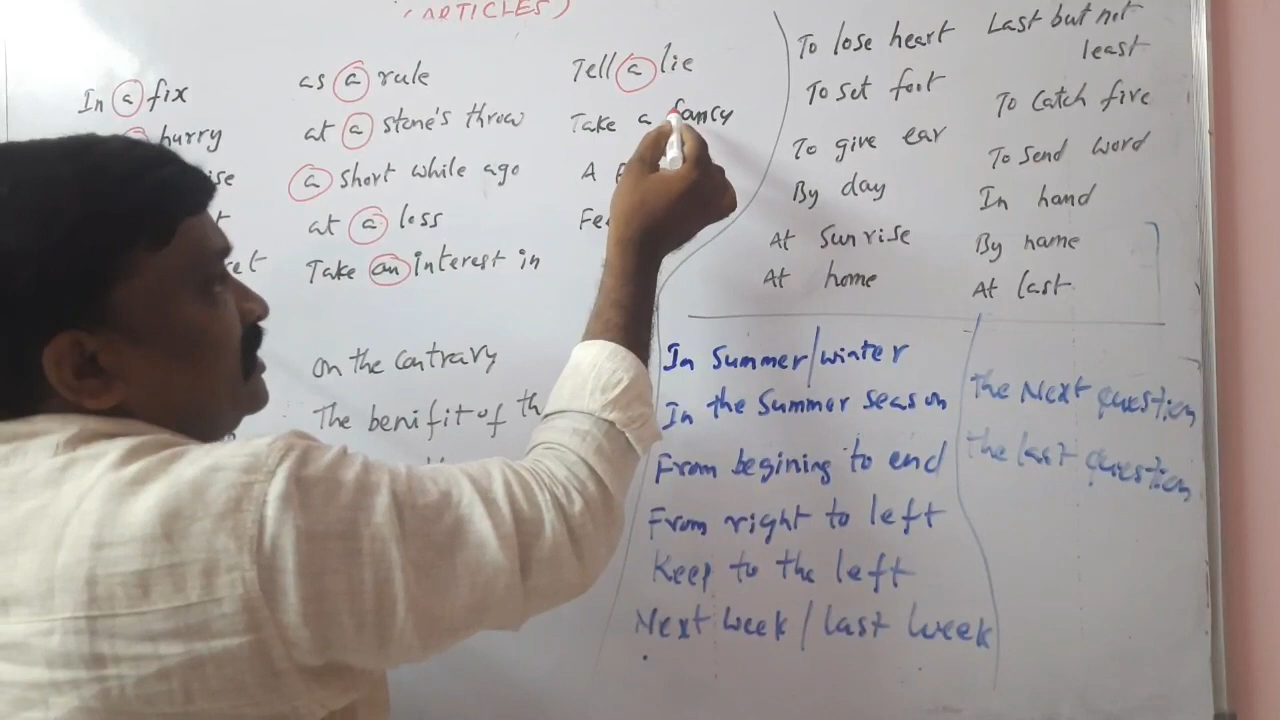 (ARTICLES)
In a fix
hurry
as a rule
at a stone's throw
a short while ago
at a loss
Take an interest in
on the contrary
The benifit of th
Tell a lie
Take a fancy
A
To lose heart
To set foot
To give ear
By day
At Sunrise
At home
Last but not
least
To Catch fire
To Send word
In hand
By name
At last
In Summer/winter
In the Summer season
From begining to end
From right to left
Keep to the left
Next week / last week
The Next question
The last question